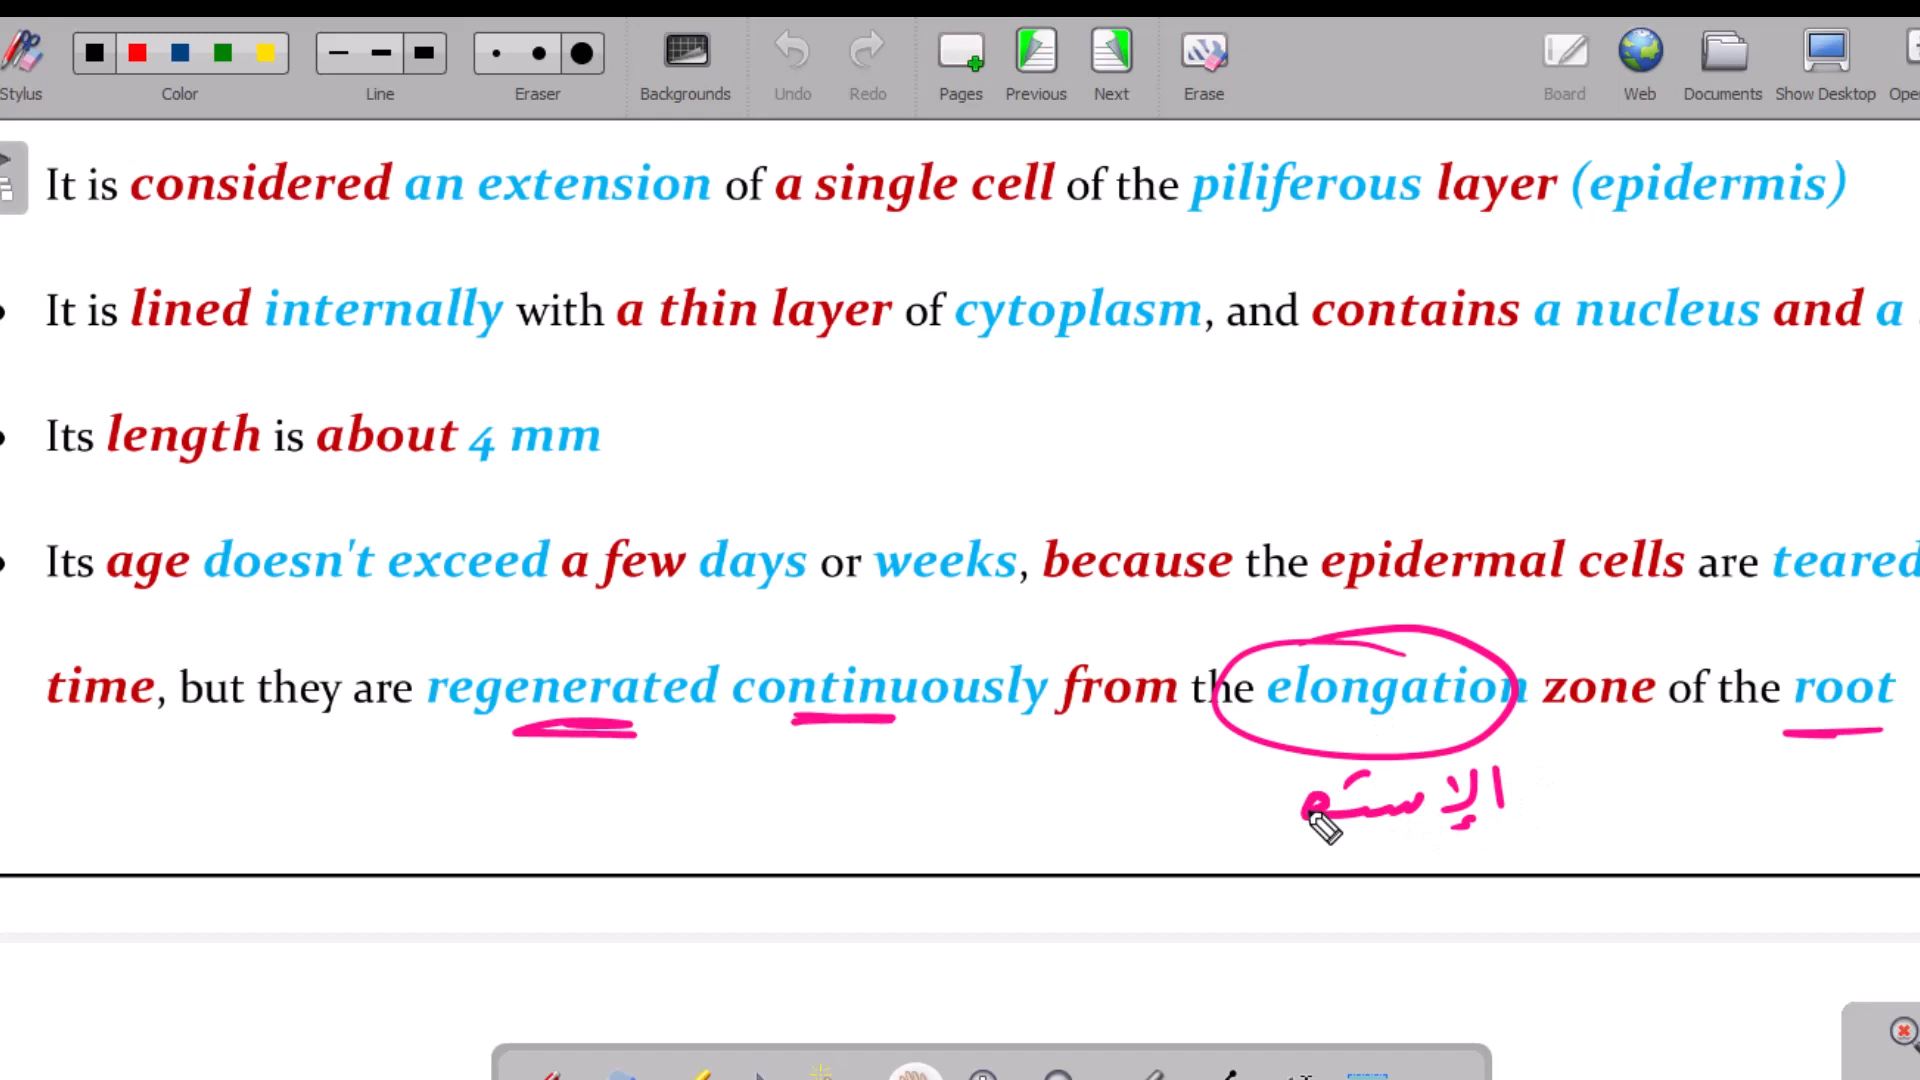 Stylus Color Line Eraser Backgrounds Undo Redo Pages Previous Next Erase Board Web Documents Show Desktop
It is considered an extension of a single cell of the piliferous layer (epidermis)
• It is lined internally with a thin layer of cytoplasm, and contains a nucleus and a
• Its length is about 4 mm
• Its age doesn't exceed a few days or weeks, because the epidermal cells are teared
time, but they are regenerated continuously from the elongation zone of the root